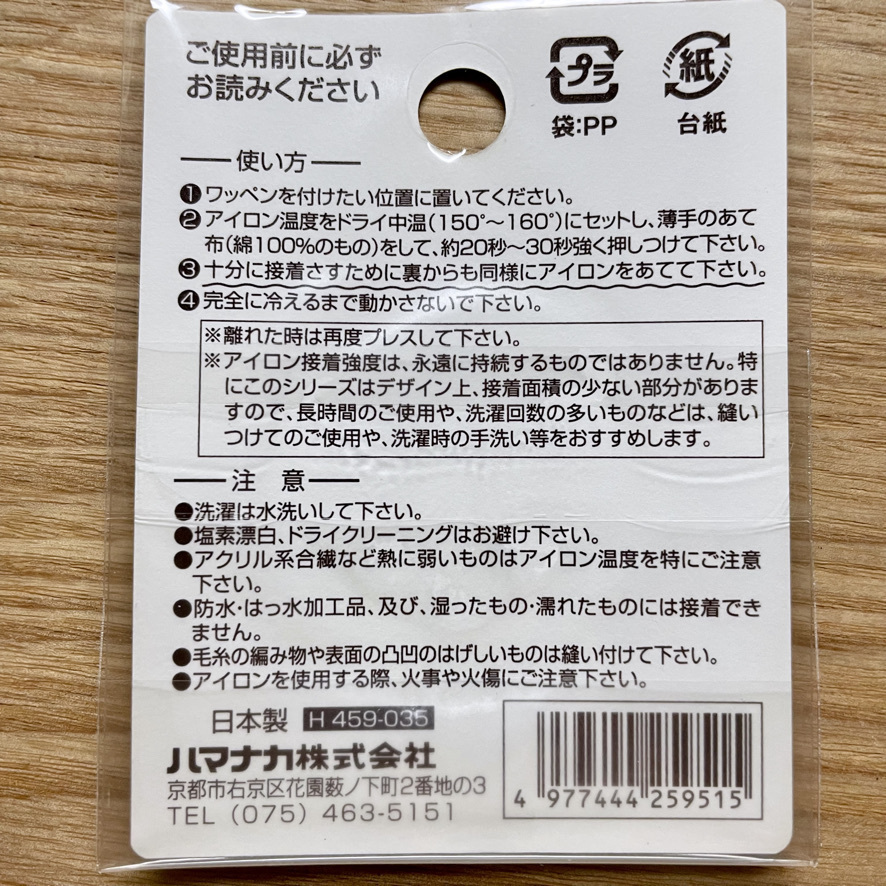 ご使用前に必ず
お読みください
プラ
袋:PP
紙
台紙
使い方
❶ワッペンを付けたい位置に置いてください。
❷アイロン温度をドライ中温(150°～160°)にセットし、薄手のあて
布(綿100%のもの)をして、約20秒～30秒強く押しつけて下さい。
❸十分に接着さすために裏からも同様にアイロンをあてて下さい。
❹完全に冷えるまで動かさないで下さい。
※離れた時は再度プレスして下さい。
※アイロン接着強度は、永遠に持続するものではありません。特
にこのシリーズはデザイン上、接着面積の少ない部分がありま
すので、長時間のご使用や、洗濯回数の多いものなどは、縫い
つけてのご使用や、洗濯時の手洗い等をおすすめします。
注 意
●洗濯は水洗いして下さい。
●塩素漂白、ドライクリーニングはお避け下さい。
●アクリル系合繊など熱に弱いものはアイロン温度を特にご注意
下さい。
●防水・はっ水加工品、及び、湿ったもの・濡れたものには接着でき
ません。
●毛糸の編み物や表面の凸凹のはげしいものは縫い付けて下さい。
●アイロンを使用する際、火事や火傷にご注意下さい。
日本製 H 459-035
ハマナカ株式会社
京都市右京区花園薮ノ下町2番地の3
TEL (075) 463-5151
4 977444 259515